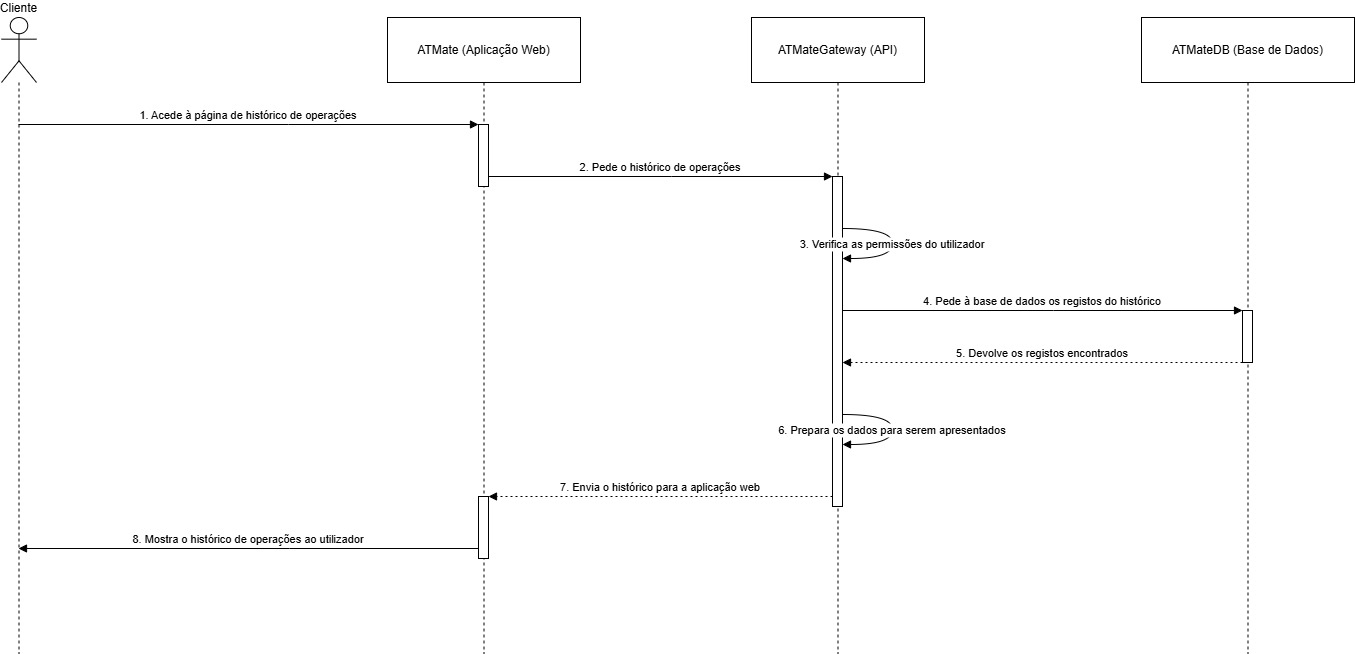 Cliente
ATMate (Aplicação Web)
ATMateGateway (API)
ATMateDB (Base de Dados)
1. Acede à página de histórico de operações
2. Pede o histórico de operações
3. Verifica as permissões do utilizador
4. Pede à base de dados os registos do histórico
5. Devolve os registos encontrados
6. Prepara os dados para serem apresentados
7. Envia o histórico para a aplicação web
8. Mostra o histórico de operações ao utilizador